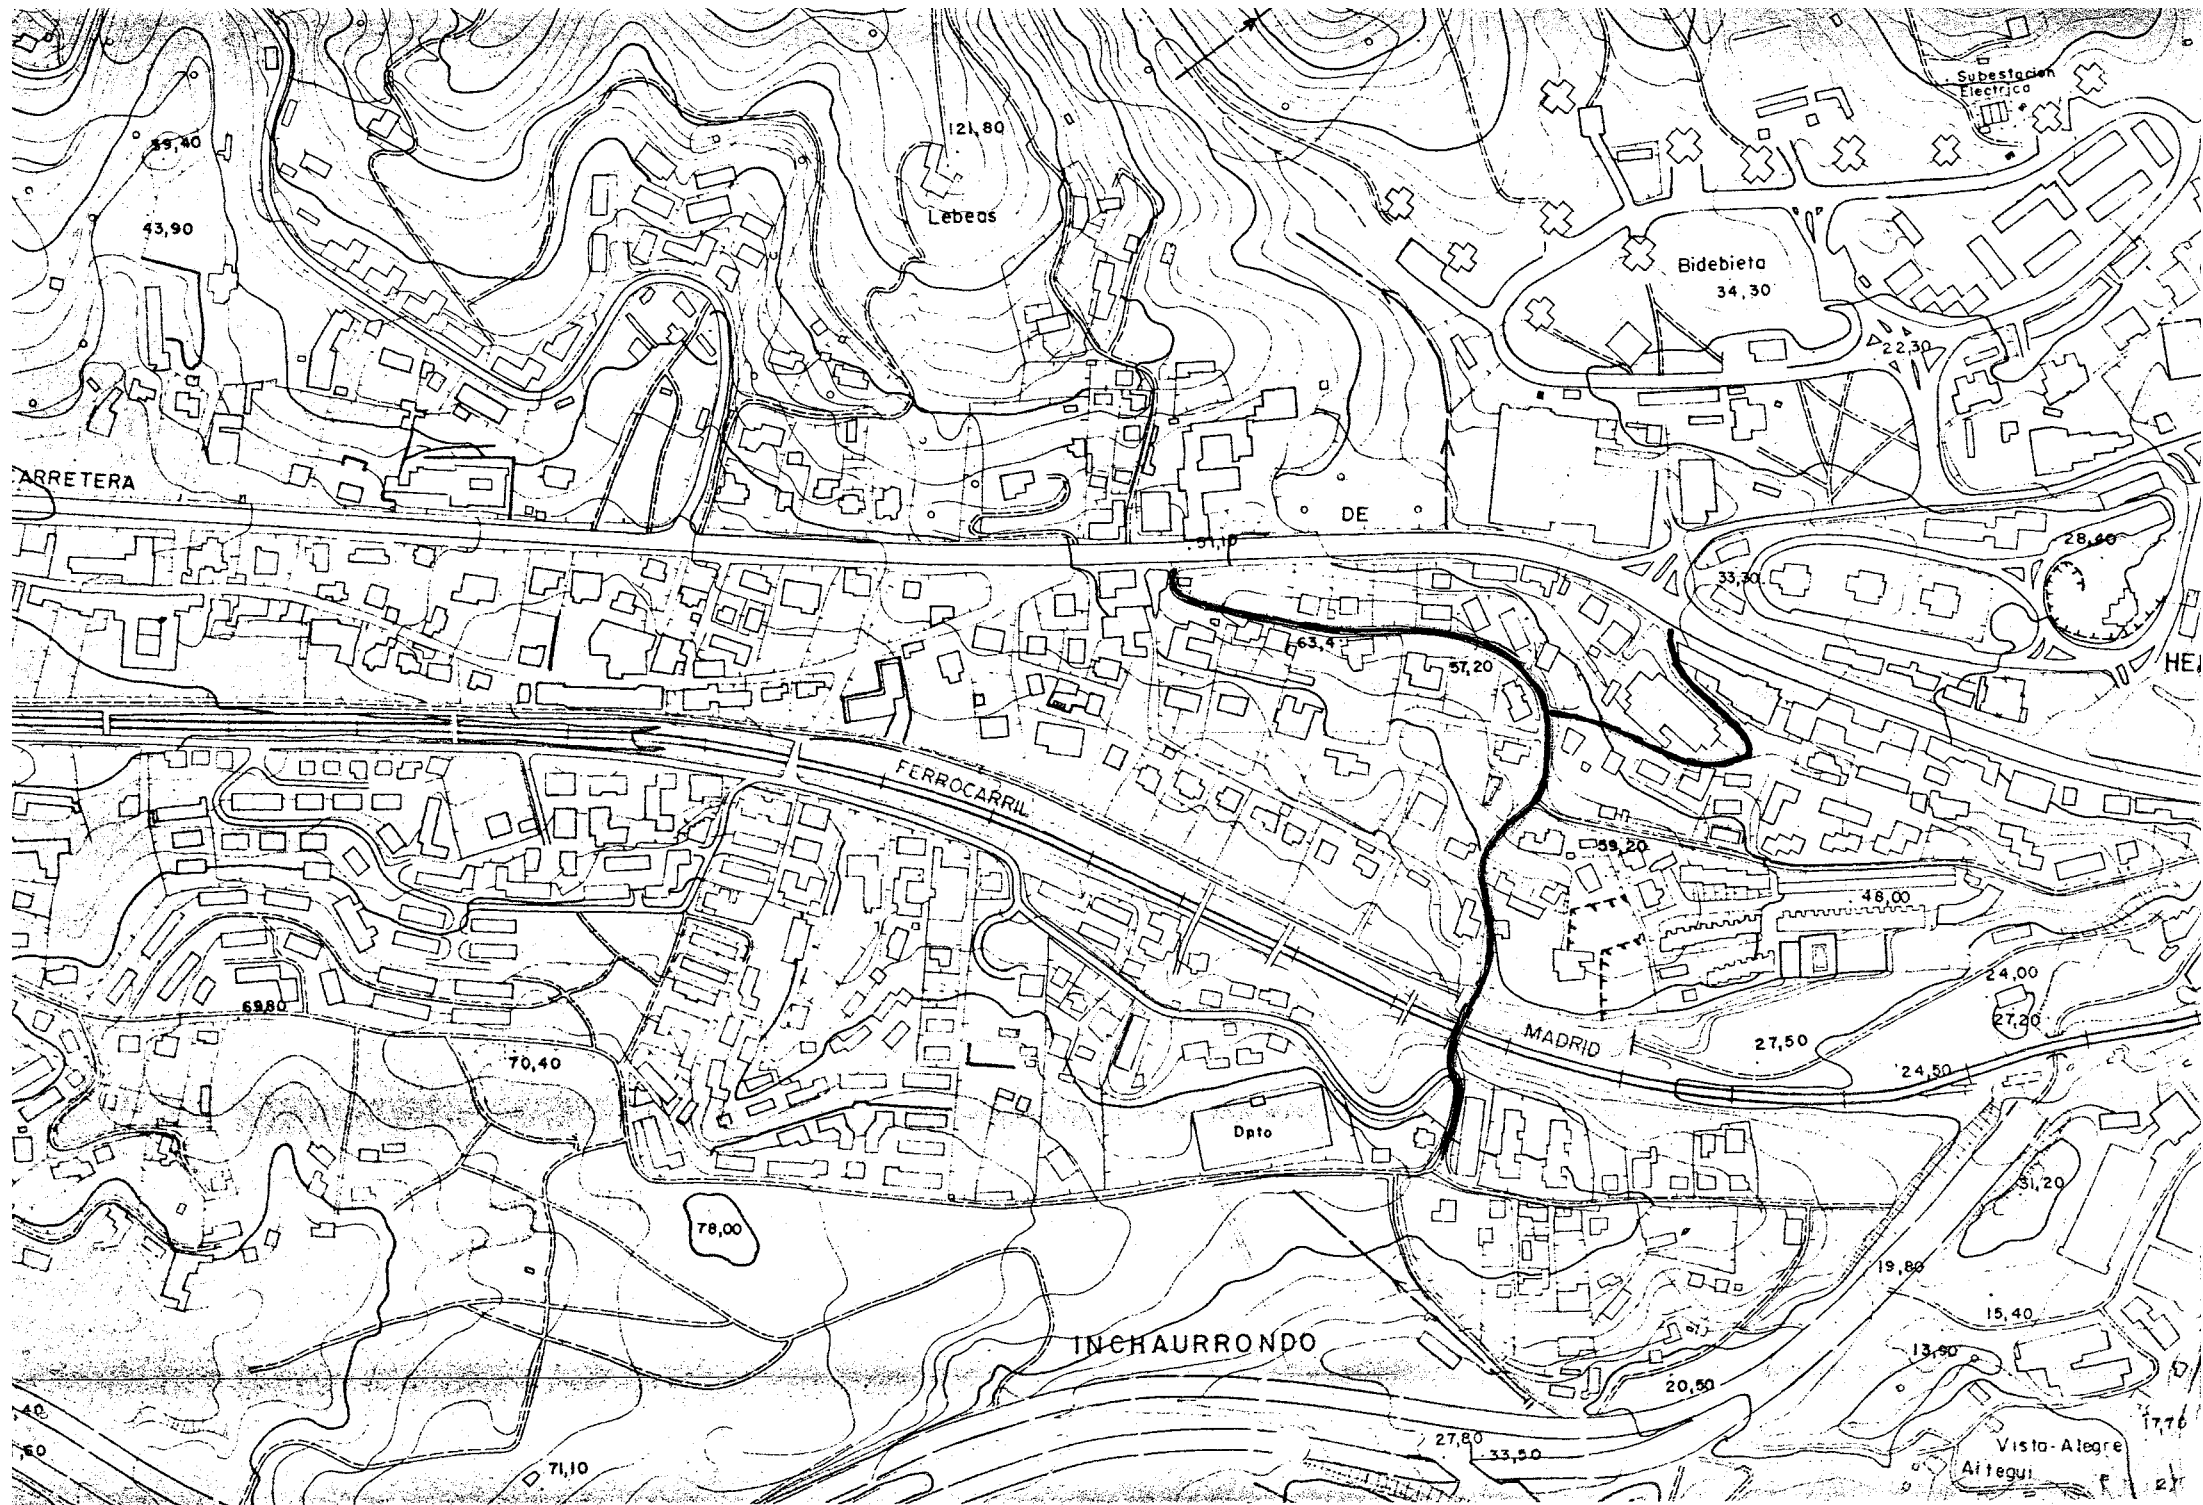 Subestacion
Electrica
39,40
121,80
Lebeas
43,90
Bidebieta
34,30
22,30
ARRETERA
DE
51,10
28,40
33,30
63,4
57,20
HE
FERROCARRIL
59,20
48,00
24,00
69,80
27,20
MADRID
27,50
70,40
24,50
Dpto
31,20
78,00
19,80
15,40
INCHAURRONDO
13,90
20,50
,40
17,70
27,80
,60
33,50
Vista-Alegre
71,10
Aitegui